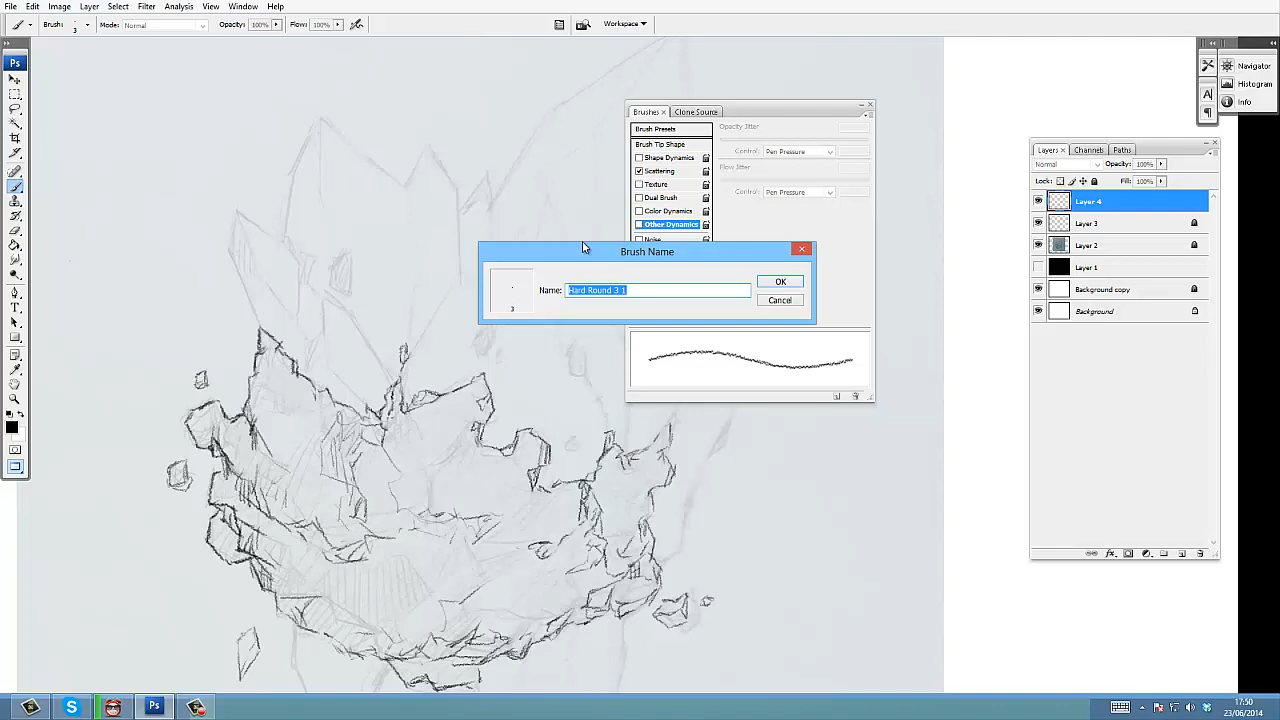 File Edit Image Layer Select Filter Analysis View Window Help
Brush: 3 Mode: Normal Opacity: 100% Flow: 100% Workspace
Ps
Navigator
Histogram
Info
Brushes Clone Source
Brush Presets
Brush Tip Shape
Shape Dynamics
Scattering
Texture
Dual Brush
Color Dynamics
Other Dynamics
Noise
Opacity Jitter
Control: Pen Pressure
Flow Jitter
Control: Pen Pressure
Brush Name
Name: Hard Round 3 1
3
OK
Cancel
Layers Channels Paths
Normal Opacity: 100%
Lock: Fill: 100%
Layer 4
Layer 3
Layer 2
Layer 1
Background copy
Background
17:50
23/06/2014